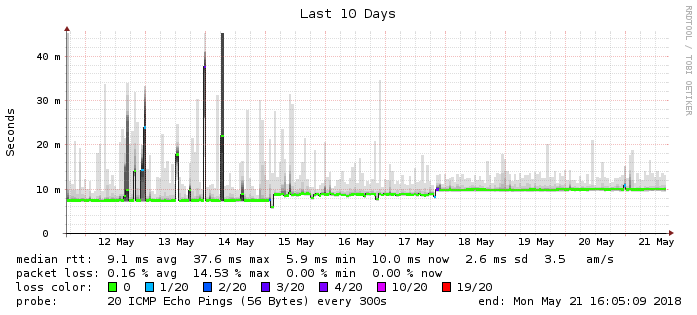 Last 10 Days
RRDTOOL / TOBI OETIKER
Seconds
40 m
30 m
20 m
10 m
0
12 May 13 May 14 May 15 May 16 May 17 May 18 May 19 May 20 May 21 May
median rtt: 9.1 ms avg 37.6 ms max 5.9 ms min 10.0 ms now 2.6 ms sd 3.5 am/s
packet loss: 0.16 % avg 14.53 % max 0.00 % min 0.00 % now
loss color: 0 1/20 2/20 3/20 4/20 10/20 19/20
probe: 20 ICMP Echo Pings (56 Bytes) every 300s end: Mon May 21 16:05:09 2018